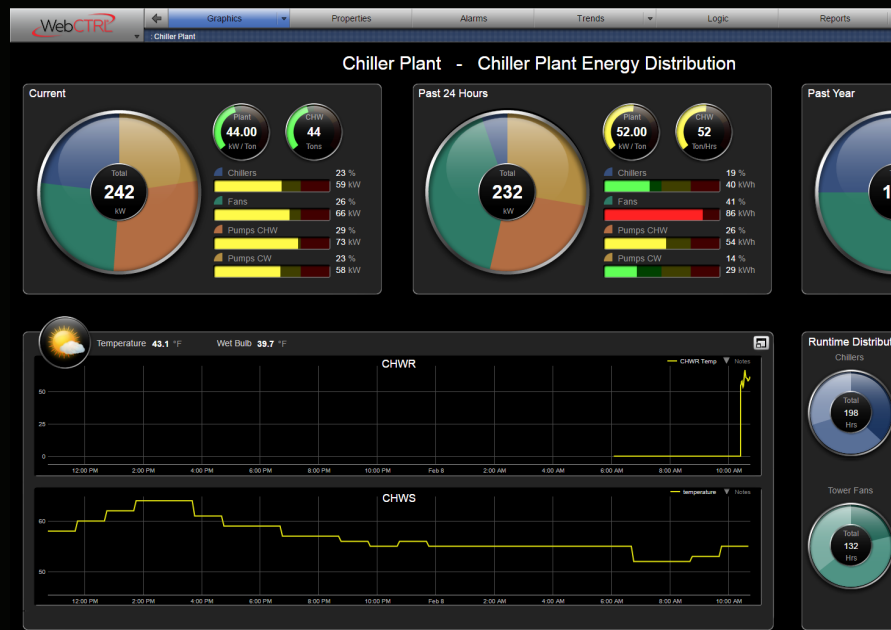 WebCTRL
Graphics Properties Alarms Trends Logic Reports
: Chiller Plant
Chiller Plant - Chiller Plant Energy Distribution
Current
Total
242
kW
Plant
44.00
kW / Ton
CHW
44
Tons
Chillers 23 %
59 kW
Fans 26 %
66 kW
Pumps CHW 29 %
73 kW
Pumps CW 23 %
58 kW
Past 24 Hours
Total
232
kW
Plant
52.00
kW / Ton
CHW
52
Ton/Hrs
Chillers 19 %
40 kWh
Fans 41 %
86 kWh
Pumps CHW 26 %
54 kWh
Pumps CW 14 %
29 kWh
Past Year
Temperature 43.1 °F Wet Bulb 39.7 °F
CHWR
CHWR Temp Notes
50
25
0
12:00 PM 2:00 PM 4:00 PM 6:00 PM 8:00 PM 10:00 PM Feb 8 2:00 AM 4:00 AM 6:00 AM 8:00 AM 10:00 AM
CHWS
temperature Notes
60
50
12:00 PM 2:00 PM 4:00 PM 6:00 PM 8:00 PM 10:00 PM Feb 8 2:00 AM 4:00 AM 6:00 AM 8:00 AM 10:00 AM
Runtime Distribut
Chillers
Total
198
Hrs
Tower Fans
Total
132
Hrs